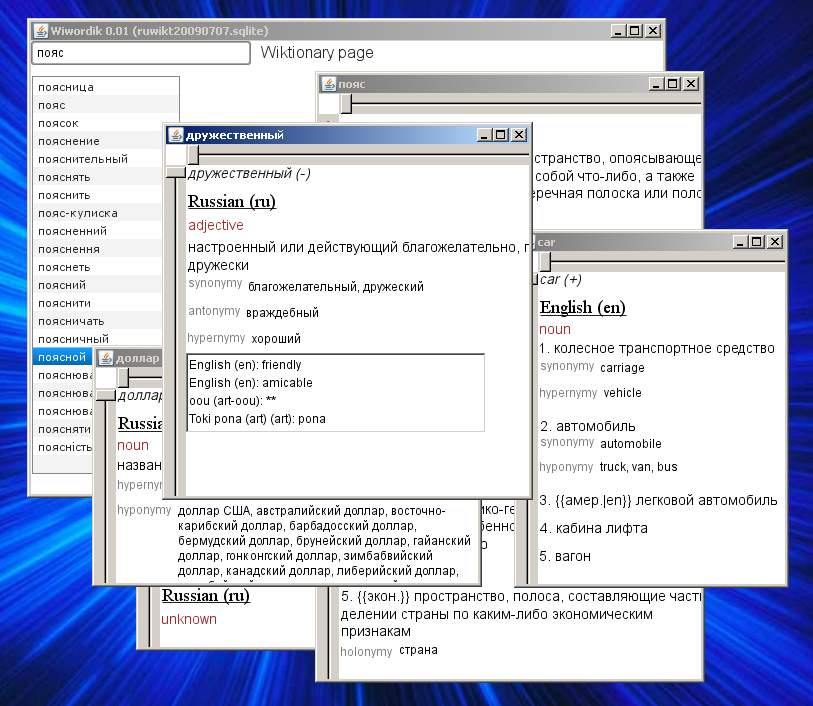 Wiwordik 0.01 (ruwikt20090707.sqlite)
пояс
Wiktionary page
поясница
пояс
поясок
пояснение
пояснительный
пояснять
пояснить
пояс-кулиска
поясненний
пояснення
пояснеть
поясний
пояснити
поясничать
поясничный
поясной
пояснюва
пояснюва
пояснюва
поясняти
поясність
пояс
странство, опоясывающе
собой что-либо, а также
еречная полоска или поло
дружественный
дружественный (-)
Russian (ru)
adjective
настроенный или действующий благожелательно, п
дружески
synonymy благожелательный, дружеский
antonymy враждебный
hypernymy хороший
English (en): friendly
English (en): amicable
oou (art-oou): **
Toki pona (art) (art): pona
car
car (+)
English (en)
noun
1. колесное транспортное средство
synonymy carriage
hypernymy vehicle
2. автомобиль
synonymy automobile
hyponymy truck, van, bus
3. {{амер.|en}} легковой автомобиль
4. кабина лифта
5. вагон
доллар
доллар
Russia
noun
назван
hypernym
hyponymy доллар США, австралийский доллар, восточно-
карибский доллар, барбадосский доллар,
бермудский доллар, брунейский доллар, гайанский
доллар, гонконгский доллар, зимбабвийский
доллар, канадский доллар, либерийский доллар,
ико-ге
бенно
о
Russian (ru)
unknown
5. {{экон.}} пространство, полоса, составляющие часть
делении страны по каким-либо экономическим
признакам
holonymy страна